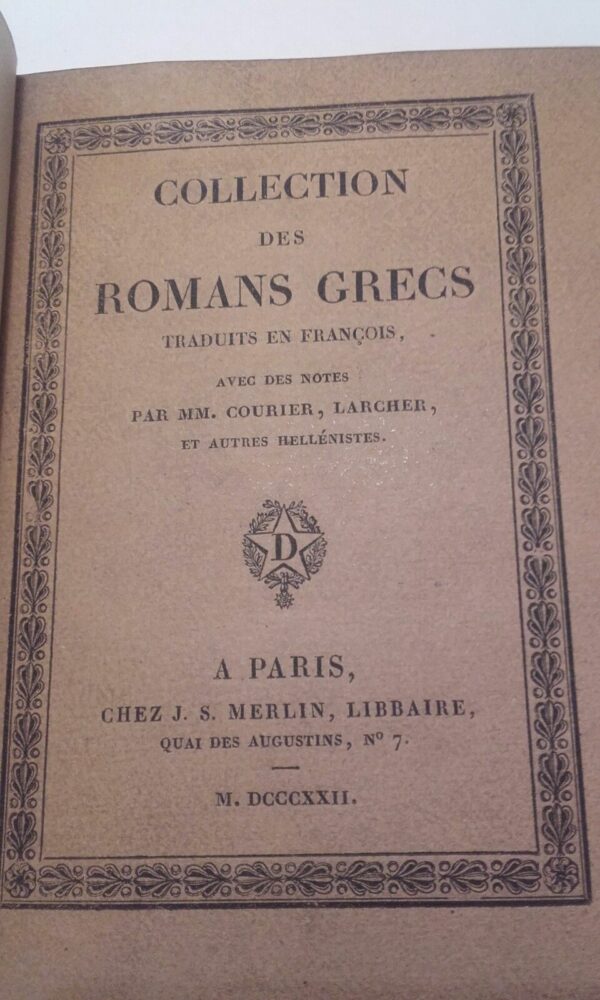 COLLECTION
DES
ROMANS GRECS
TRADUITS EN FRANÇOIS,
AVEC DES NOTES
PAR MM. COURIER, LARCHER,
ET AUTRES HELLÉNISTES.
D
A PARIS,
CHEZ J. S. MERLIN, LIBBAIRE,
QUAI DES AUGUSTINS, Nº 7.
M. DCCCXXII.